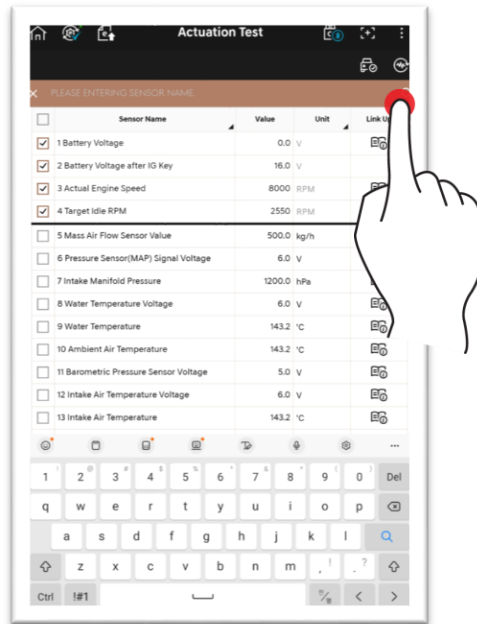 Actuation Test
PLEASE ENTERING SENSOR NAME.
Sensor Name Value Unit Link Up
1 Battery Voltage 0.0 V
2 Battery Voltage after IG Key 16.0 V
3 Actual Engine Speed 8000 RPM
4 Target Idle RPM 2550 RPM
5 Mass Air Flow Sensor Value 500.0 kg/h
6 Pressure Sensor(MAP) Signal Voltage 6.0 V
7 Intake Manifold Pressure 1200.0 hPa
8 Water Temperature Voltage 6.0 V
9 Water Temperature 143.2 'C
10 Ambient Air Temperature 143.2 'C
11 Barometric Pressure Sensor Voltage 5.0 V
12 Intake Air Temperature Voltage 6.0 V
13 Intake Air Temperature 143.2 'C
1 2 3 4 5 6 7 8 9 0 Del
q w e r t y u i o p
a s d f g h j k l
z x c v b n m , ! . ?
Ctrl !#1